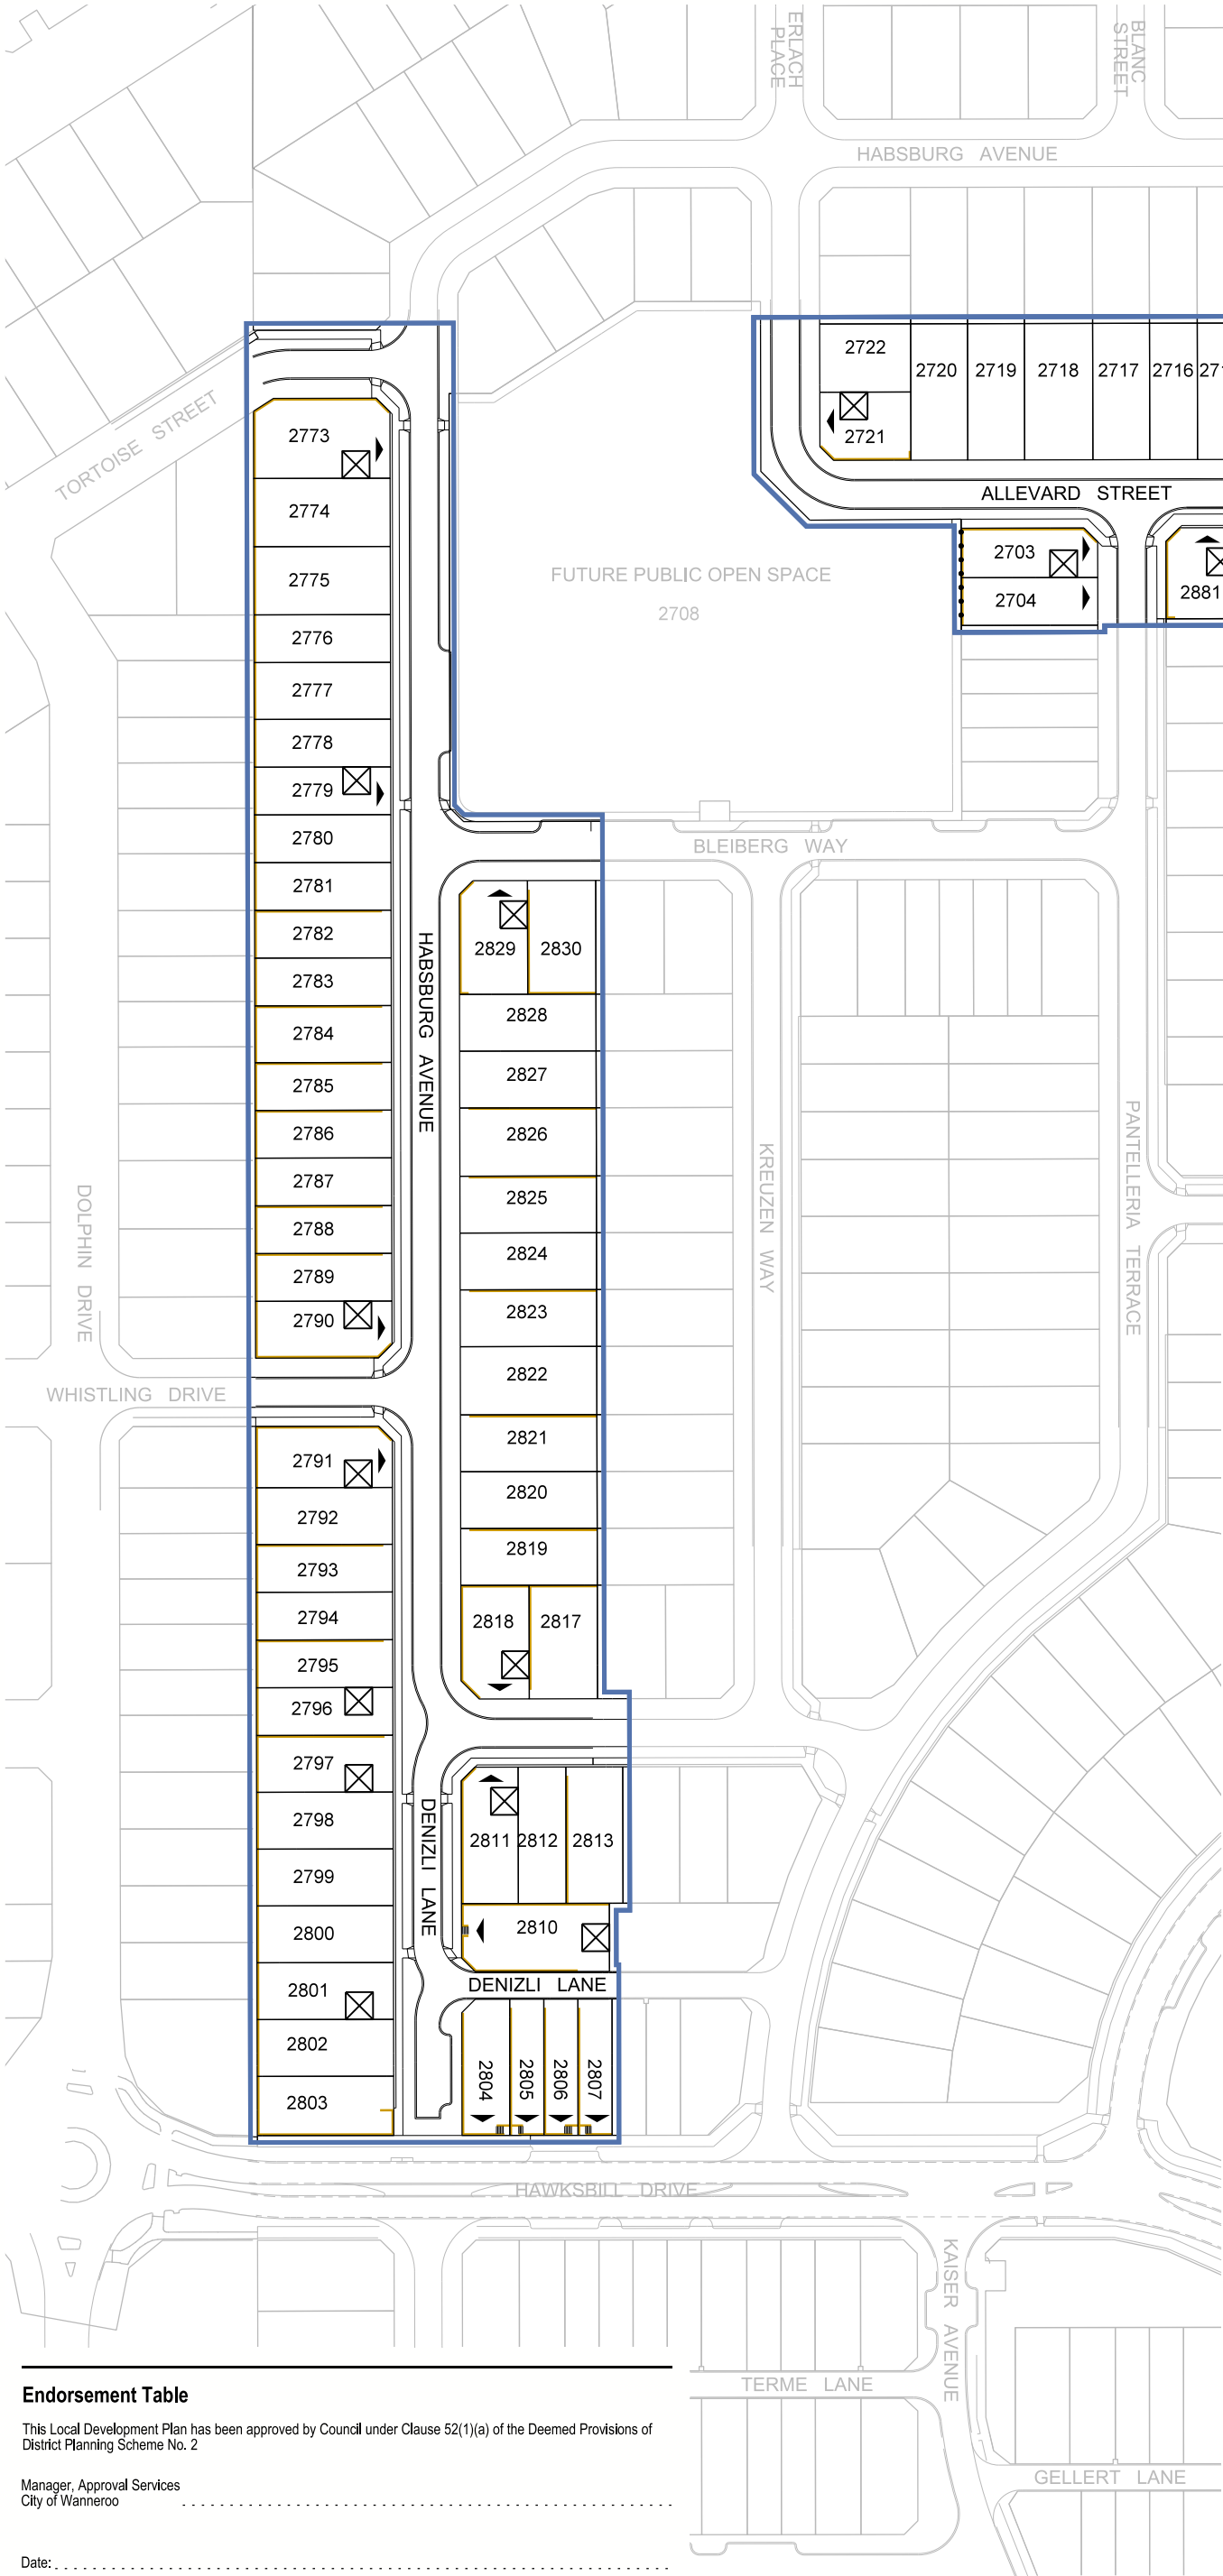 ERLACH
PLACE
BLANC
STREET
HABSBURG AVENUE
2722
2720
2719
2718
2717
2716
2721
TORTOISE STREET
2773
2774
2775
2776
2777
2778
2779
2780
2781
2782
2783
2784
2785
2786
2787
2788
2789
2790
ALLEVARD STREET
2703
2704
2881
FUTURE PUBLIC OPEN SPACE
2708
BLEIBERG WAY
HABSBURG AVENUE
2829
2830
2828
2827
2826
2825
2824
2823
2822
2821
2820
2819
2818
2817
KREUZEN WAY
PANTELLERIA TERRACE
DOLPHIN DRIVE
WHISTLING DRIVE
2791
2792
2793
2794
2795
2796
2797
2798
2799
2800
2801
2802
2803
DENIZLI LANE
2811
2812
2813
2810
DENIZLI LANE
2804
2805
2806
2807
HAWKSBILL DRIVE
KAISER AVENUE
TERME LANE
GELLERT LANE
Endorsement Table
This Local Development Plan has been approved by Council under Clause 52(1)(a) of the Deemed Provisions of
District Planning Scheme No. 2
Manager, Approval Services
City of Wanneroo
Date: